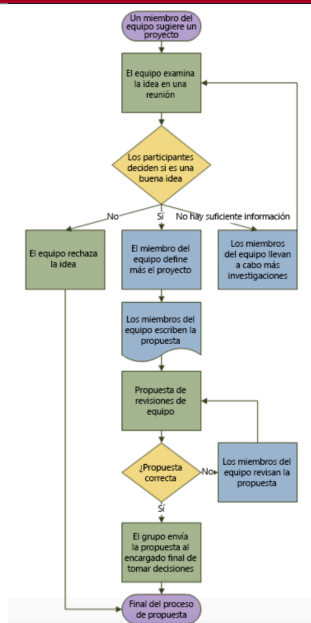 Un miembro del
equipo sugiere un
proyecto
El equipo examina
la idea en una
reunión
Los participantes
deciden si es una
buena idea
No
Sí
No hay suficiente información
El equipo rechaza
la idea
El miembro del
equipo define
más el proyecto
Los miembros
del equipo llevan
a cabo más
investigaciones
Los miembros del
equipo escriben la
propuesta
Propuesta de
revisiones de
equipo
¿Propuesta
correcta
No
Los miembros del
equipo revisan la
propuesta
Sí
El grupo envía
la propuesta al
encargado final de
tomar decisiones
Final del proceso
de propuesta